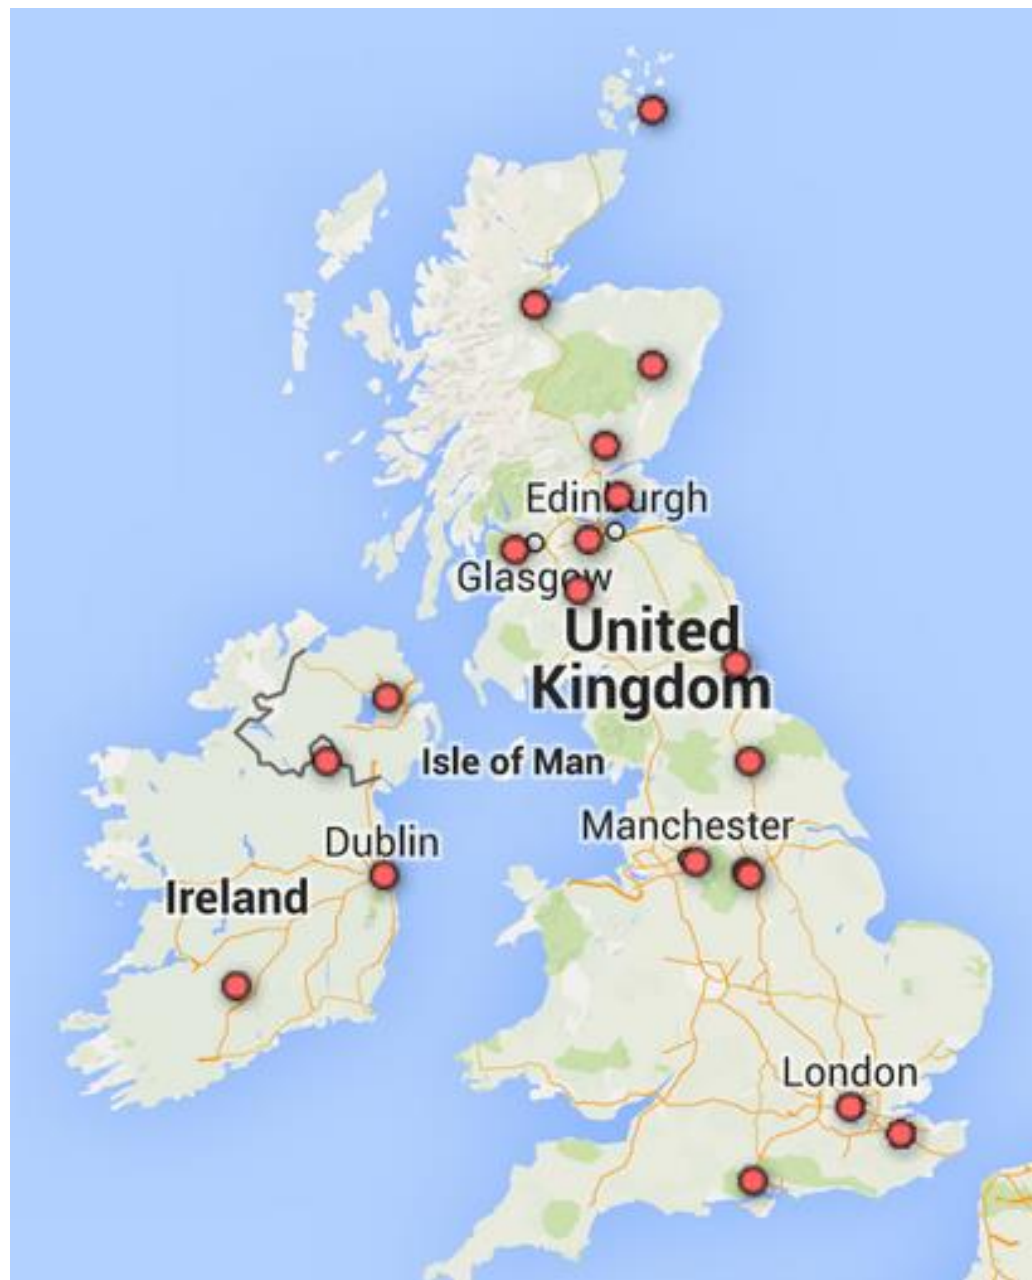 Edinburgh
Glasgow
United
Kingdom
Isle of Man
Manchester
Dublin
Ireland
London